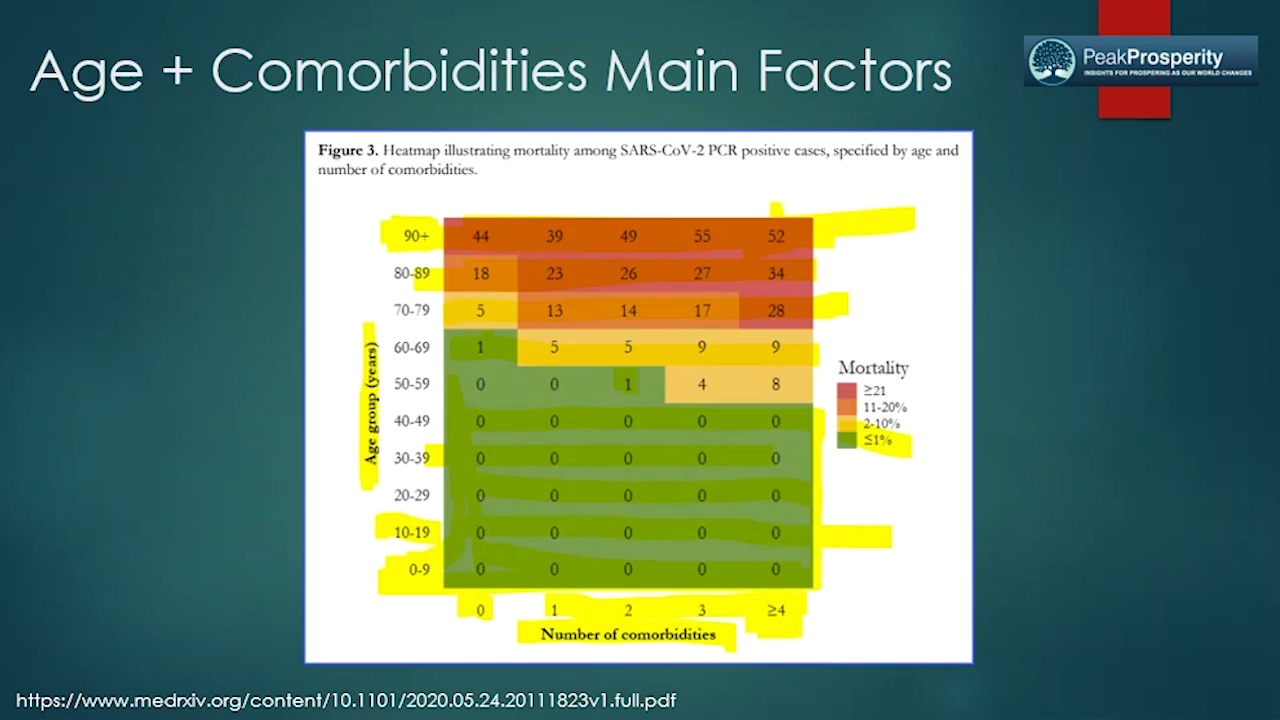 Age + Comorbidities Main Factors
PeakProsperity
INSIGHTS FOR PROSPERING AS OUR WORLD CHANGES
Figure 3. Heatmap illustrating mortality among SARS-CoV-2 PCR positive cases, specified by age and
number of comorbidities.
Age group (years)
90+ 44 39 49 55 52
80-89 18 23 26 27 34
70-79 5 13 14 17 28
60-69 1 5 5 9 9
50-59 0 0 1 4 8
40-49 0 0 0 0 0
30-39 0 0 0 0 0
20-29 0 0 0 0 0
10-19 0 0 0 0 0
0-9 0 0 0 0 0
0 1 2 3 ≥4
Number of comorbidities
Mortality
≥21
11-20%
2-10%
≤1%
https://www.medrxiv.org/content/10.1101/2020.05.24.20111823v1.full.pdf